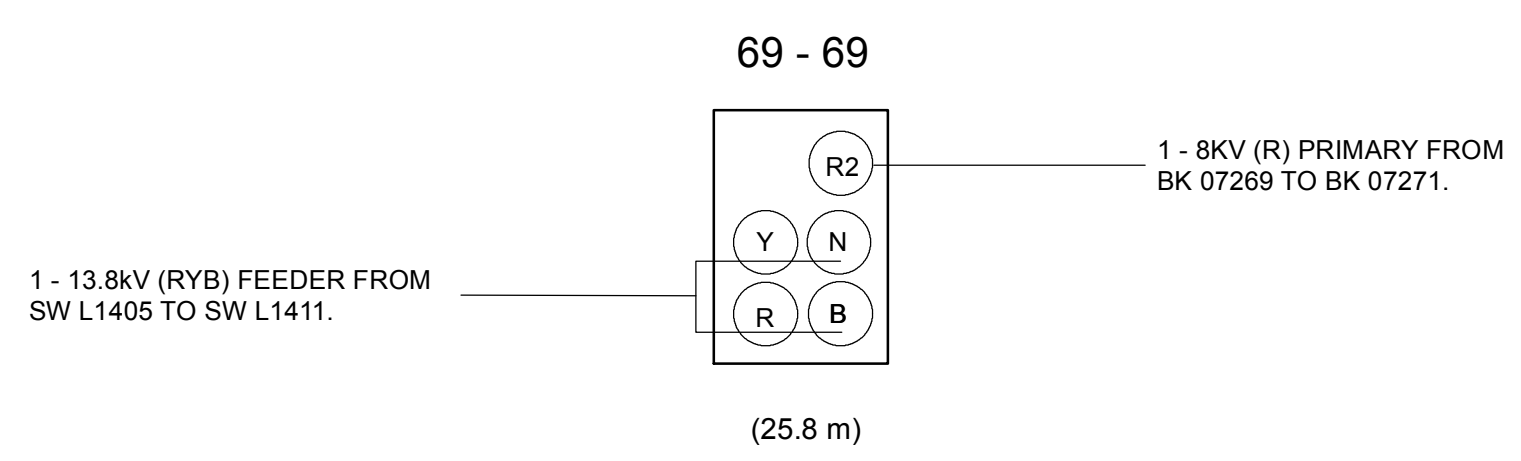 69 - 69
R2
1 - 8KV (R) PRIMARY FROM
BK 07269 TO BK 07271.
Y N
1 - 13.8kV (RYB) FEEDER FROM
SW L1405 TO SW L1411.
R B
(25.8 m)